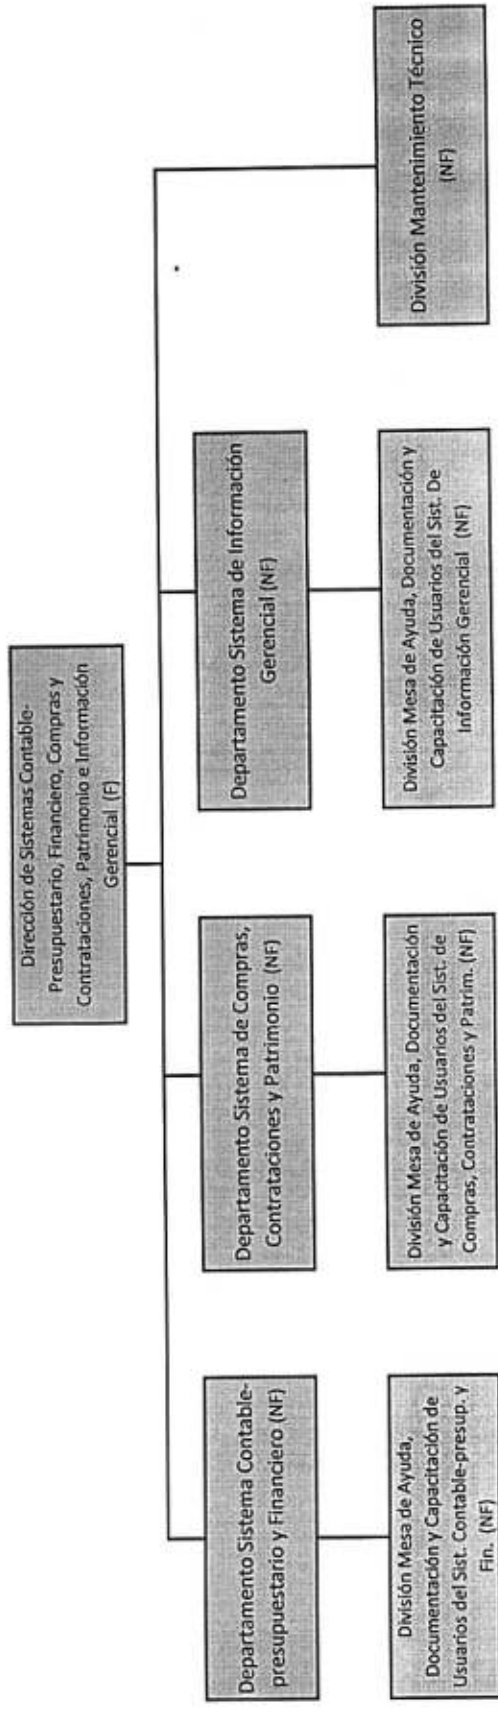 Dirección de Sistemas Contable-
Presupuestario, Financiero, Compras y
Contrataciones, Patrimonio e Información
Gerencial (F)
Departamento Sistema Contable-
presupuestario y Financiero (NF)
Departamento Sistema de Compras,
Contrataciones y Patrimonio (NF)
Departamento Sistema de Información
Gerencial (NF)
División Mesa de Ayuda,
Documentación y Capacitación de
Usuarios del Sist. Contable-presup. y
Fin. (NF)
División Mesa de Ayuda, Documentación
y Capacitación de Usuarios del Sist. de
Compras, Contrataciones y Patrim. (NF)
División Mesa de Ayuda, Documentación y
Capacitación de Usuarios del Sist. De
Información Gerencial (NF)
División Mantenimiento Técnico
(NF)